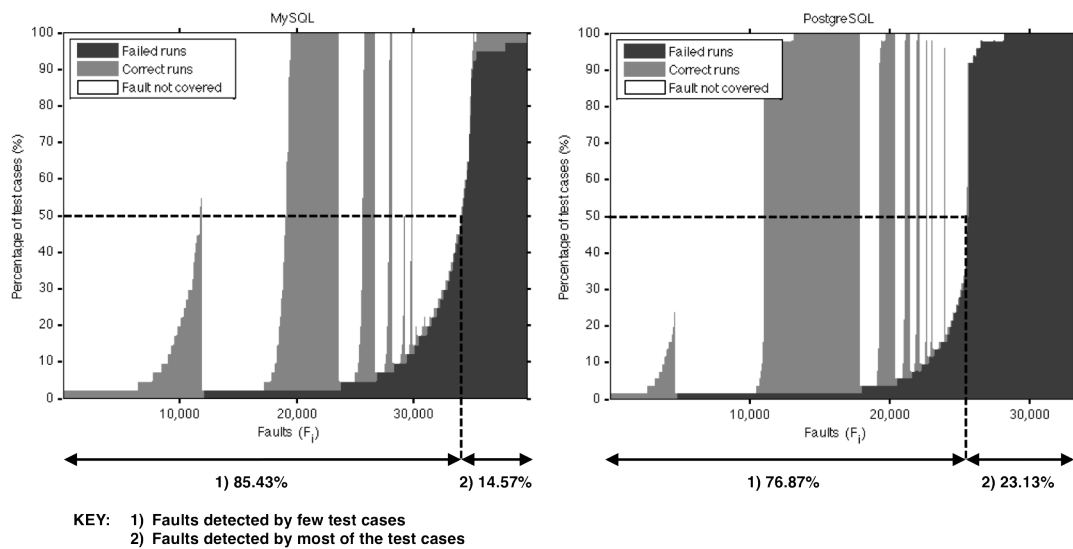 MySQL
100
90
80
70
60
50
40
30
20
10
0
Percentage of test cases (%)
Failed runs
Correct runs
Fault not covered
10,000
20,000
30,000
Faults (Fi)
1) 85.43%
2) 14.57%
PostgreSQL
100
90
80
70
60
50
40
30
20
10
0
Percentage of test cases (%)
Failed runs
Correct runs
Fault not covered
10,000
20,000
30,000
Faults (Fi)
1) 76.87%
2) 23.13%
KEY: 1) Faults detected by few test cases
2) Faults detected by most of the test cases